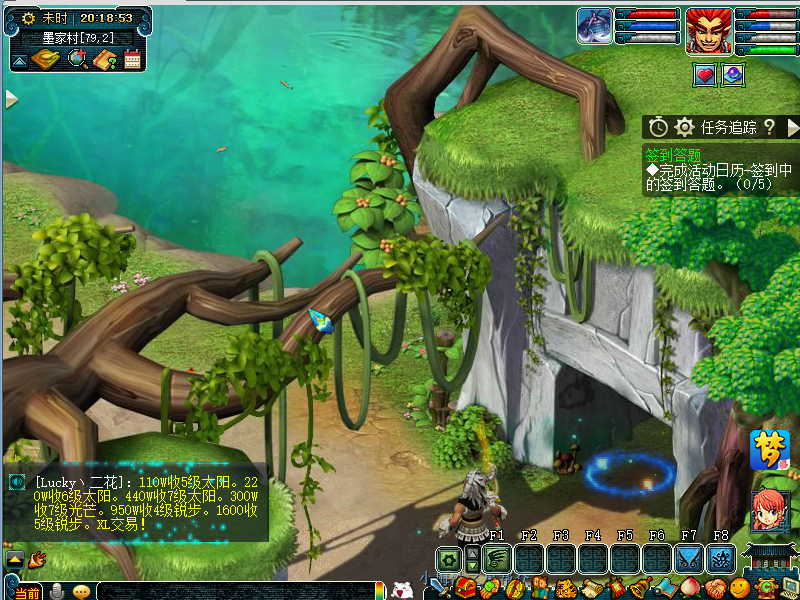 未时 20:18:53
墨家村[79,2]
任务追踪 ?
签到答题
◆完成活动日历-签到中
的签到答题。(0/5)
梦
[Lucky丶二花]：110W收5级太阳。22
0W收6级太阳。440W收7级太阳。300W
收7级光芒。950W收4级锐步。1600收
5级锐步。XL交易！
F1 F2 F3 F4 F5 F6 F7 F8
当前